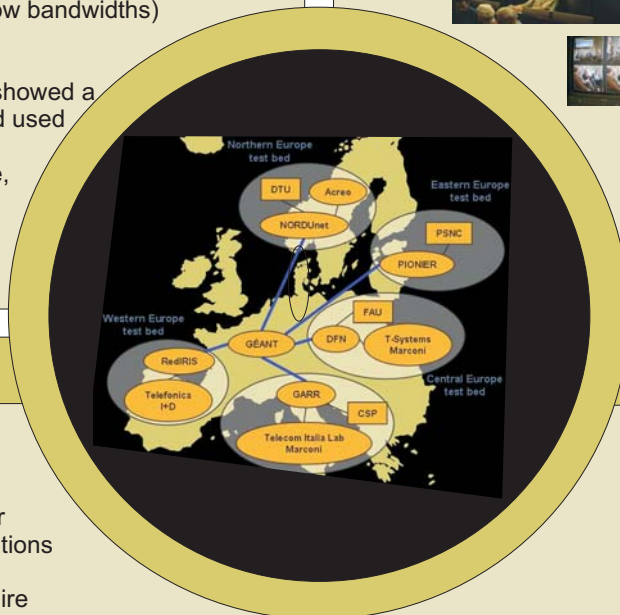 ow bandwidths)
showed a
d used
e,
Northern Europe
test bed
DTU
Acreo
NORDUnet
Eastern Europe
test bed
PSNC
PIONIER
Western Europe
test bed
RedIRIS
Telefonica
I+D
GÉANT
FAU
DFN
T-Systems
Marconi
Central Europe
test bed
GARR
CSP
Telecom Italia Lab
Marconi
r
tions
ire